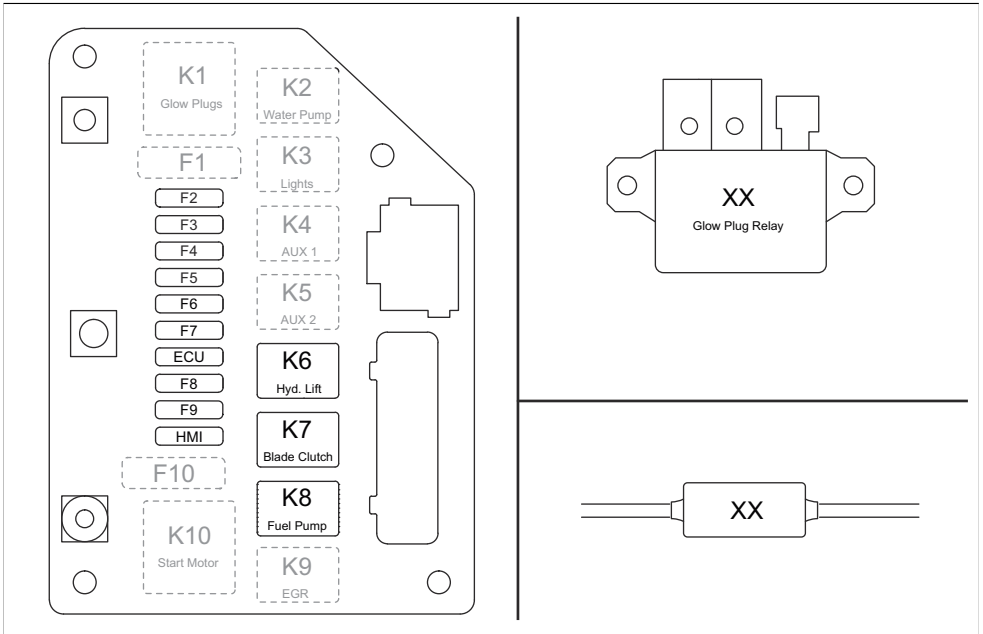 K1
Glow Plugs
F1
F2
F3
F4
F5
F6
F7
ECU
F8
F9
HMI
F10
K10
Start Motor
K2
Water Pump
K3
Lights
K4
AUX 1
K5
AUX 2
K6
Hyd. Lift
K7
Blade Clutch
K8
Fuel Pump
K9
EGR
XX
Glow Plug Relay
XX